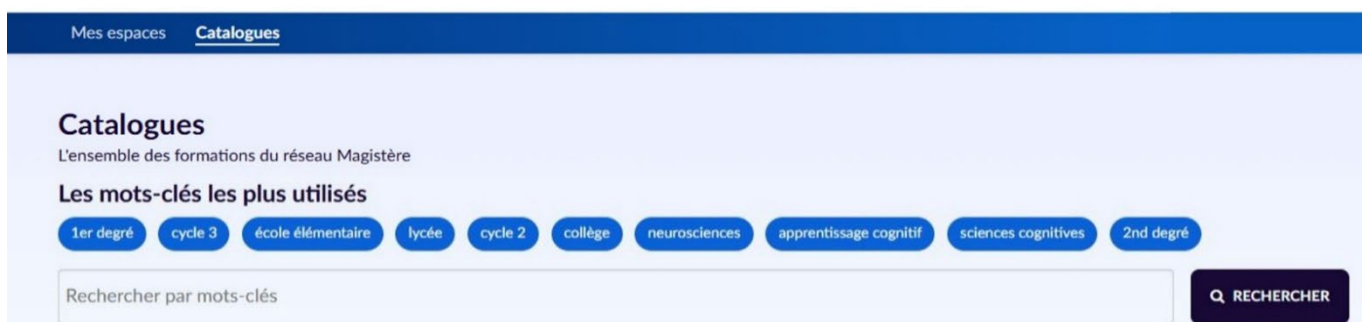 Mes espaces Catalogues
Catalogues
L'ensemble des formations du réseau Magistère
Les mots-clés les plus utilisés
1er degré cycle 3 école élémentaire lycée cycle 2 collège neurosciences apprentissage cognitif sciences cognitives 2nd degré
Rechercher par mots-clés RECHERCHER